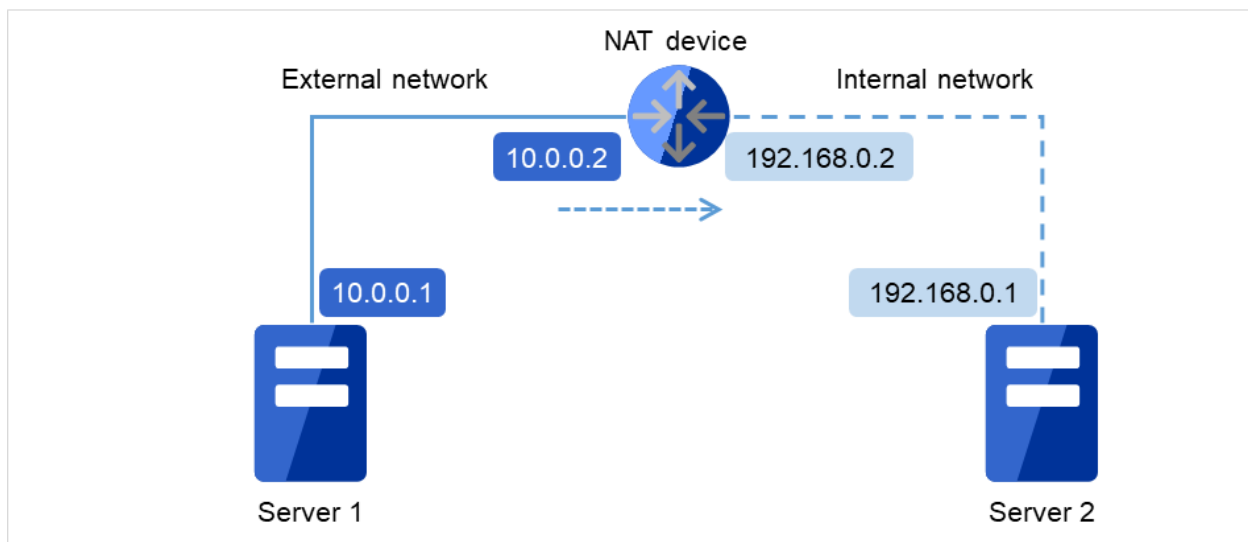 NAT device
External network
Internal network
10.0.0.2
192.168.0.2
10.0.0.1
192.168.0.1
Server 1
Server 2